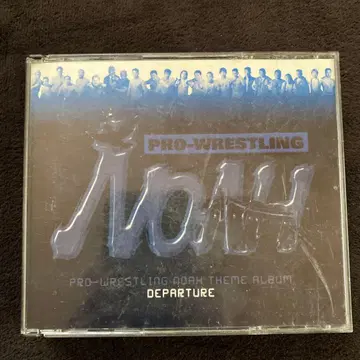 PRO-WRESTLING
NOAH
PRO-WRESTLING NOAH THEME ALBUM
DEPARTURE